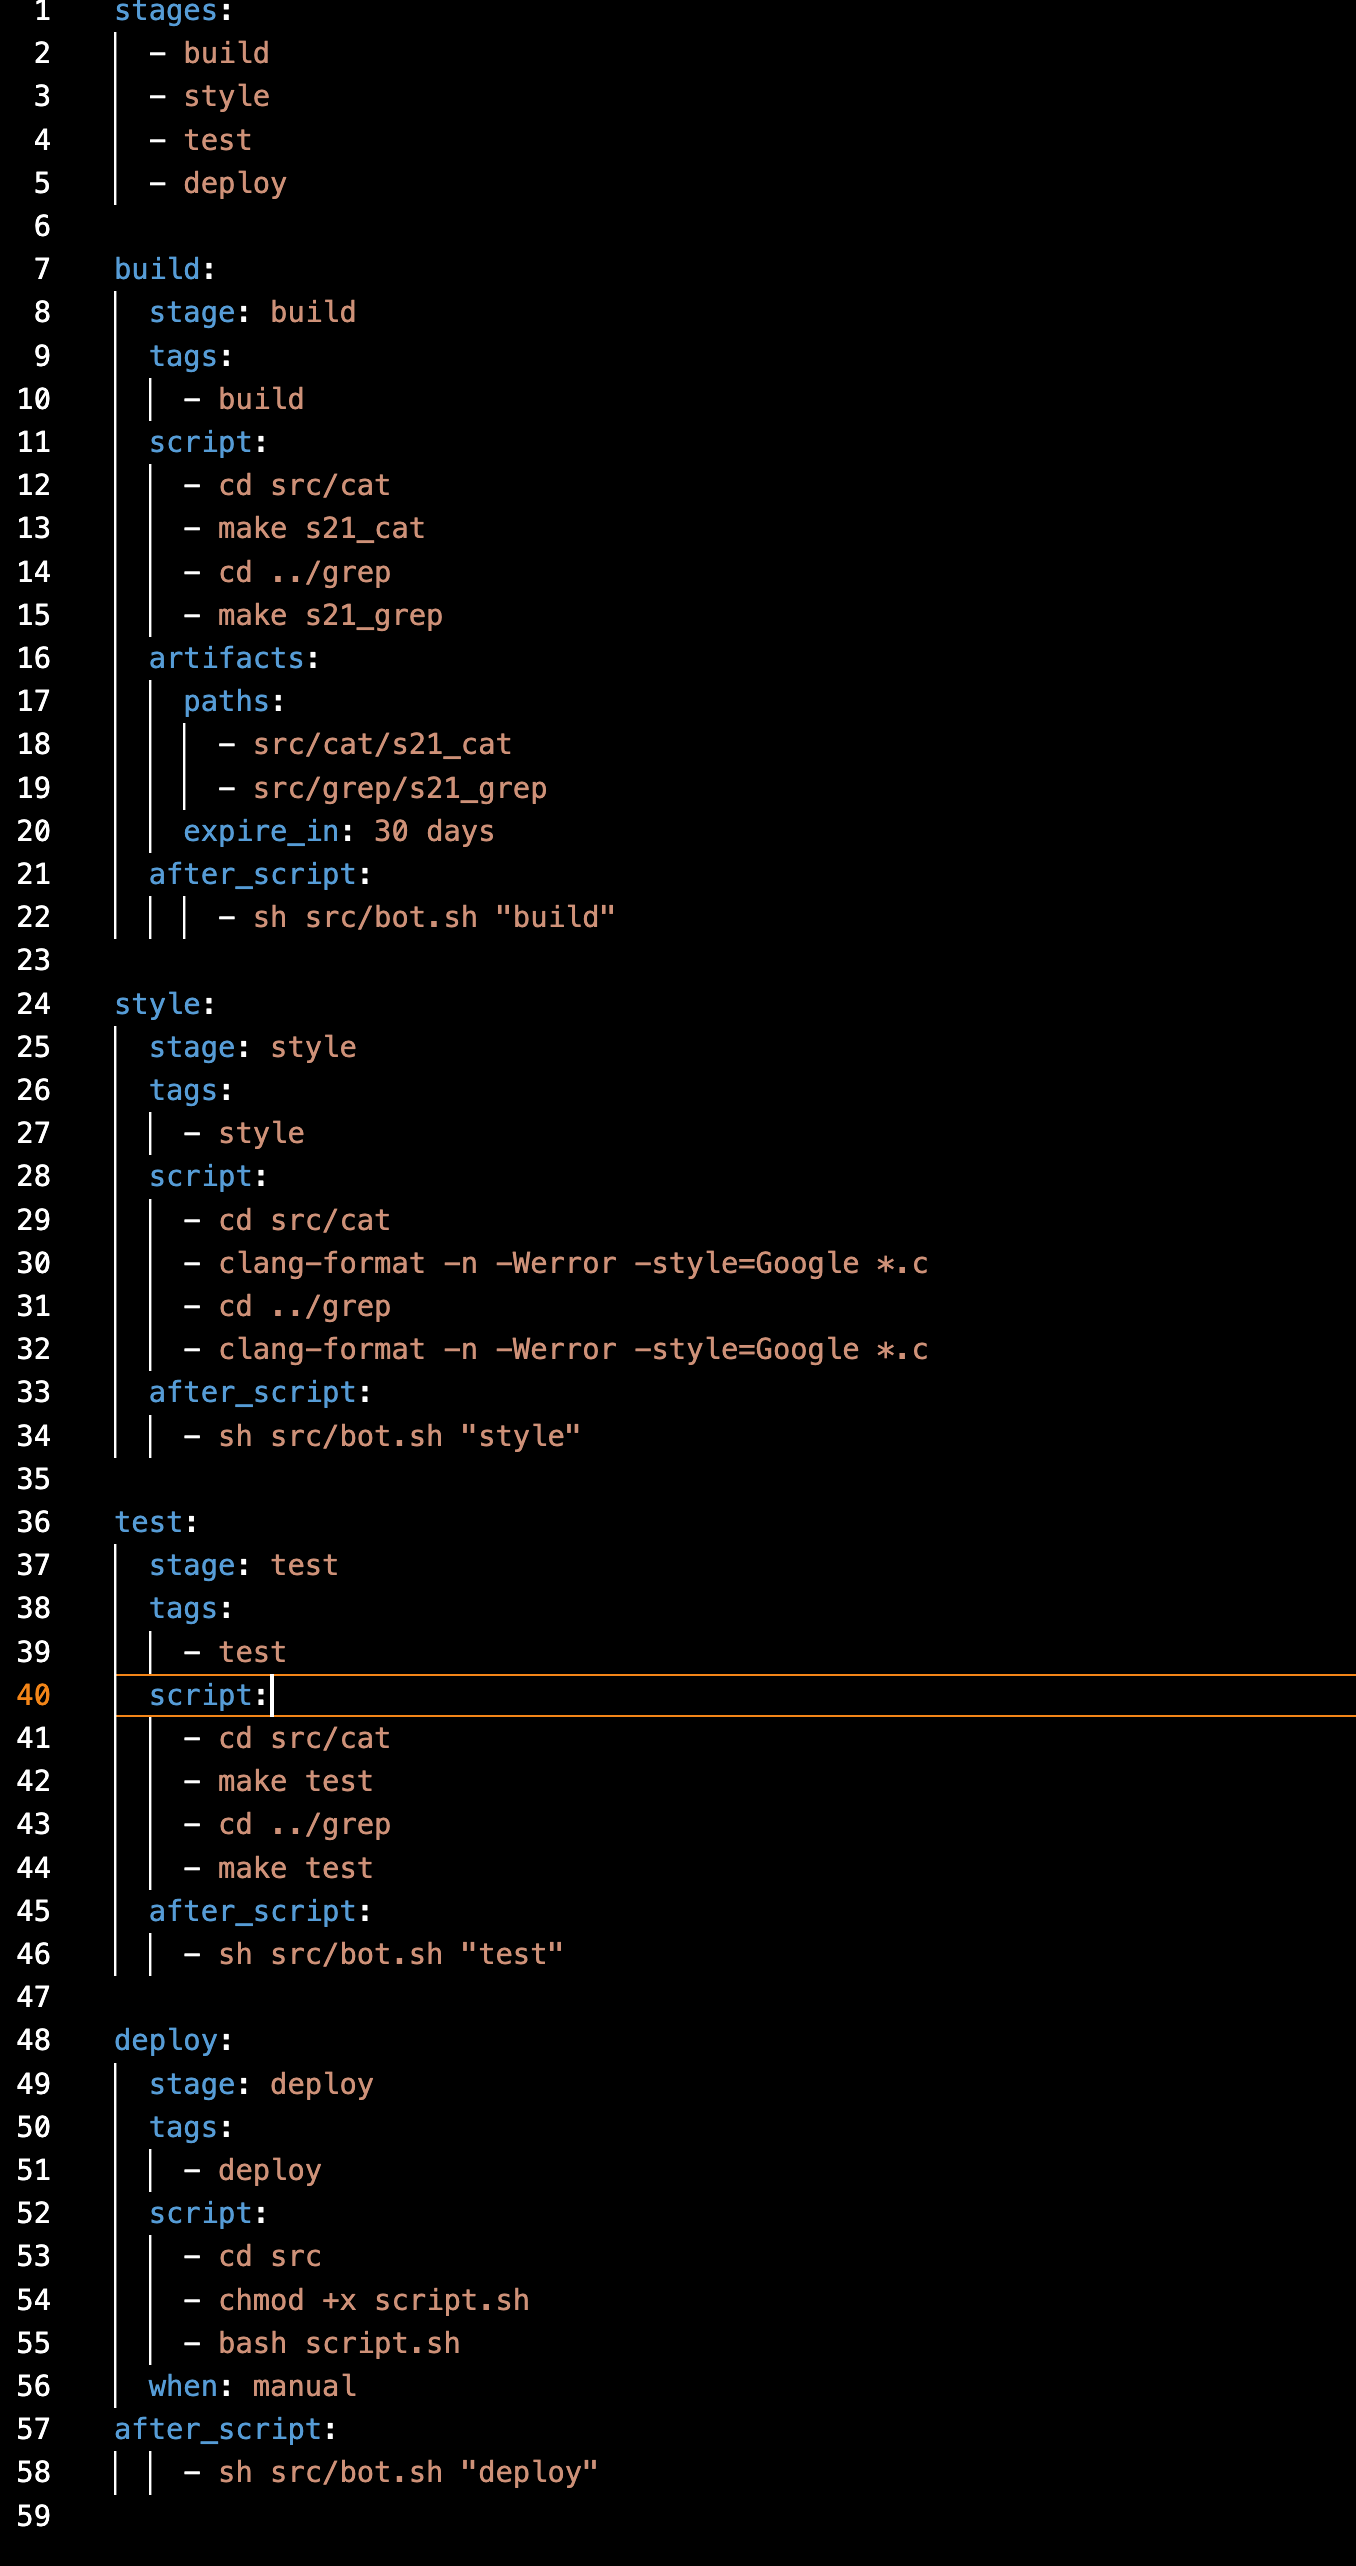 1 stages:
2   - build
3   - style
4   - test
5   - deploy
6
7 build:
8   stage: build
9   tags:
10     - build
11   script:
12     - cd src/cat
13     - make s21_cat
14     - cd ../grep
15     - make s21_grep
16   artifacts:
17     paths:
18       - src/cat/s21_cat
19       - src/grep/s21_grep
20     expire_in: 30 days
21   after_script:
22       - sh src/bot.sh "build"
23
24 style:
25   stage: style
26   tags:
27     - style
28   script:
29     - cd src/cat
30     - clang-format -n -Werror -style=Google *.c
31     - cd ../grep
32     - clang-format -n -Werror -style=Google *.c
33   after_script:
34     - sh src/bot.sh "style"
35
36 test:
37   stage: test
38   tags:
39     - test
40   script:
41     - cd src/cat
42     - make test
43     - cd ../grep
44     - make test
45   after_script:
46     - sh src/bot.sh "test"
47
48 deploy:
49   stage: deploy
50   tags:
51     - deploy
52   script:
53     - cd src
54     - chmod +x script.sh
55     - bash script.sh
56   when: manual
57 after_script:
58     - sh src/bot.sh "deploy"
59